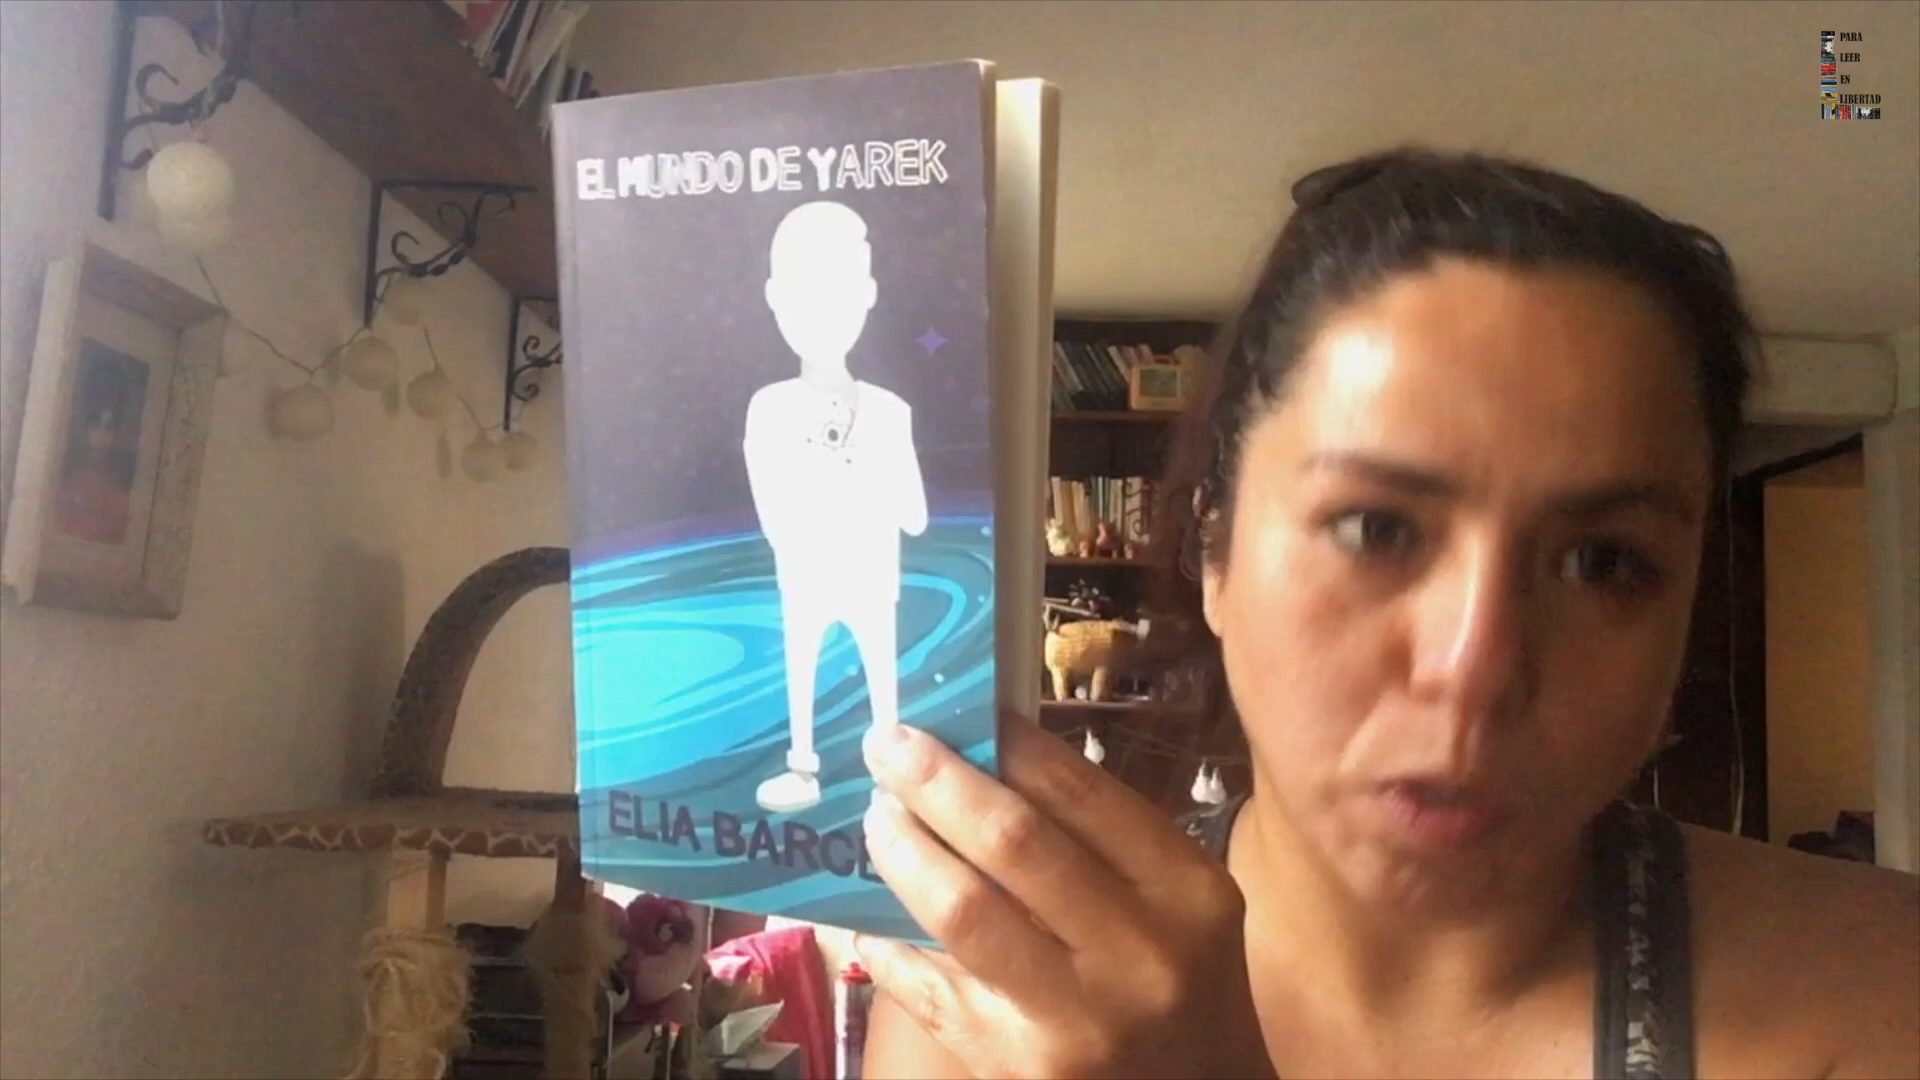 EL MUNDO DE YAREK
ELIA BARCE
PARA
LEER
EN
LIBERTAD